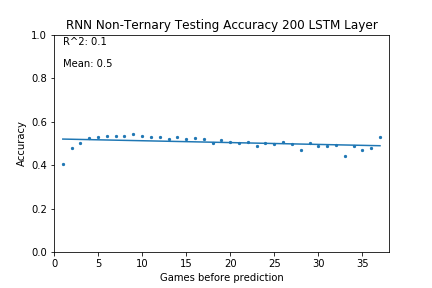 RNN Non-Ternary Testing Accuracy 200 LSTM Layer
R^2: 0.1
Mean: 0.5
1.0
0.8
0.6
0.4
0.2
0.0
Accuracy
0 5 10 15 20 25 30 35
Games before prediction